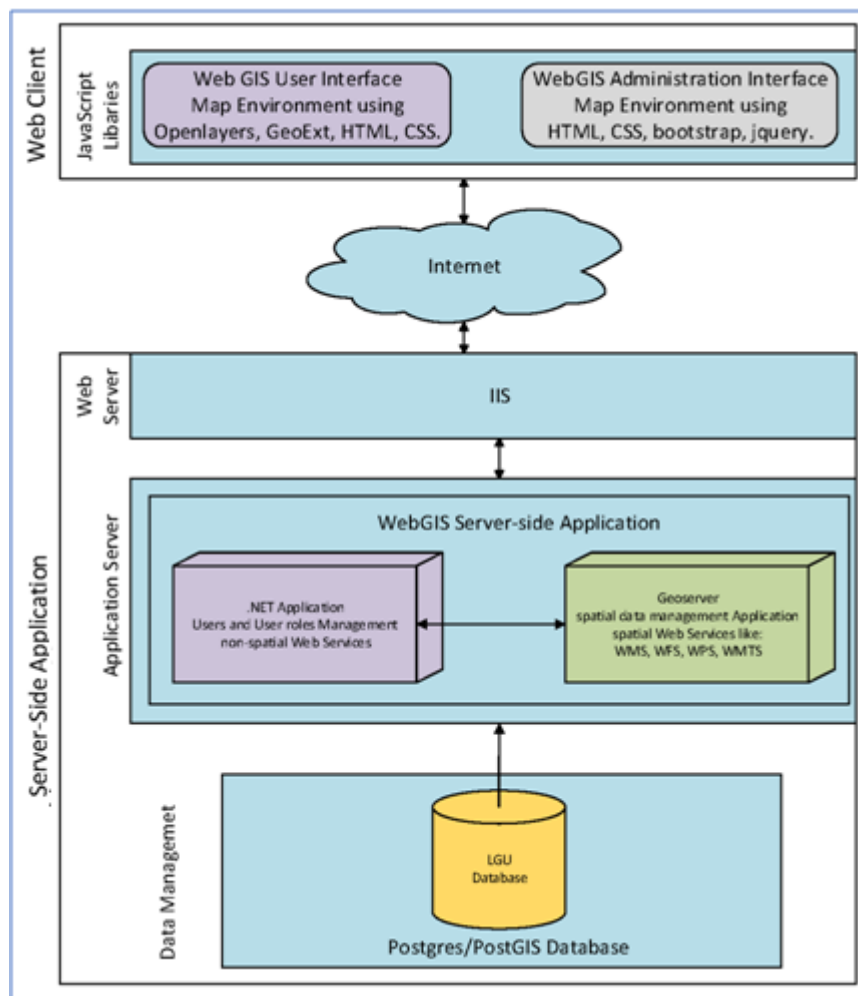 Web Client
JavaScript
Libaries
Web GIS User Interface
Map Environment using
Openlayers, GeoExt, HTML, CSS.
WebGIS Administration Interface
Map Environment using
HTML, CSS, bootstrap, jquery.
Internet
.Server-Side Application
Web
Server
IIS
Application Server
WebGIS Server-side Application
.NET Application
Users and User roles Management
non-spatial Web Services
Geoserver
spatial data management Application
spatial Web Services like:
WMS, WFS, WPS, WMTS
Data Managemet
LGU
Database
Postgres/PostGIS Database